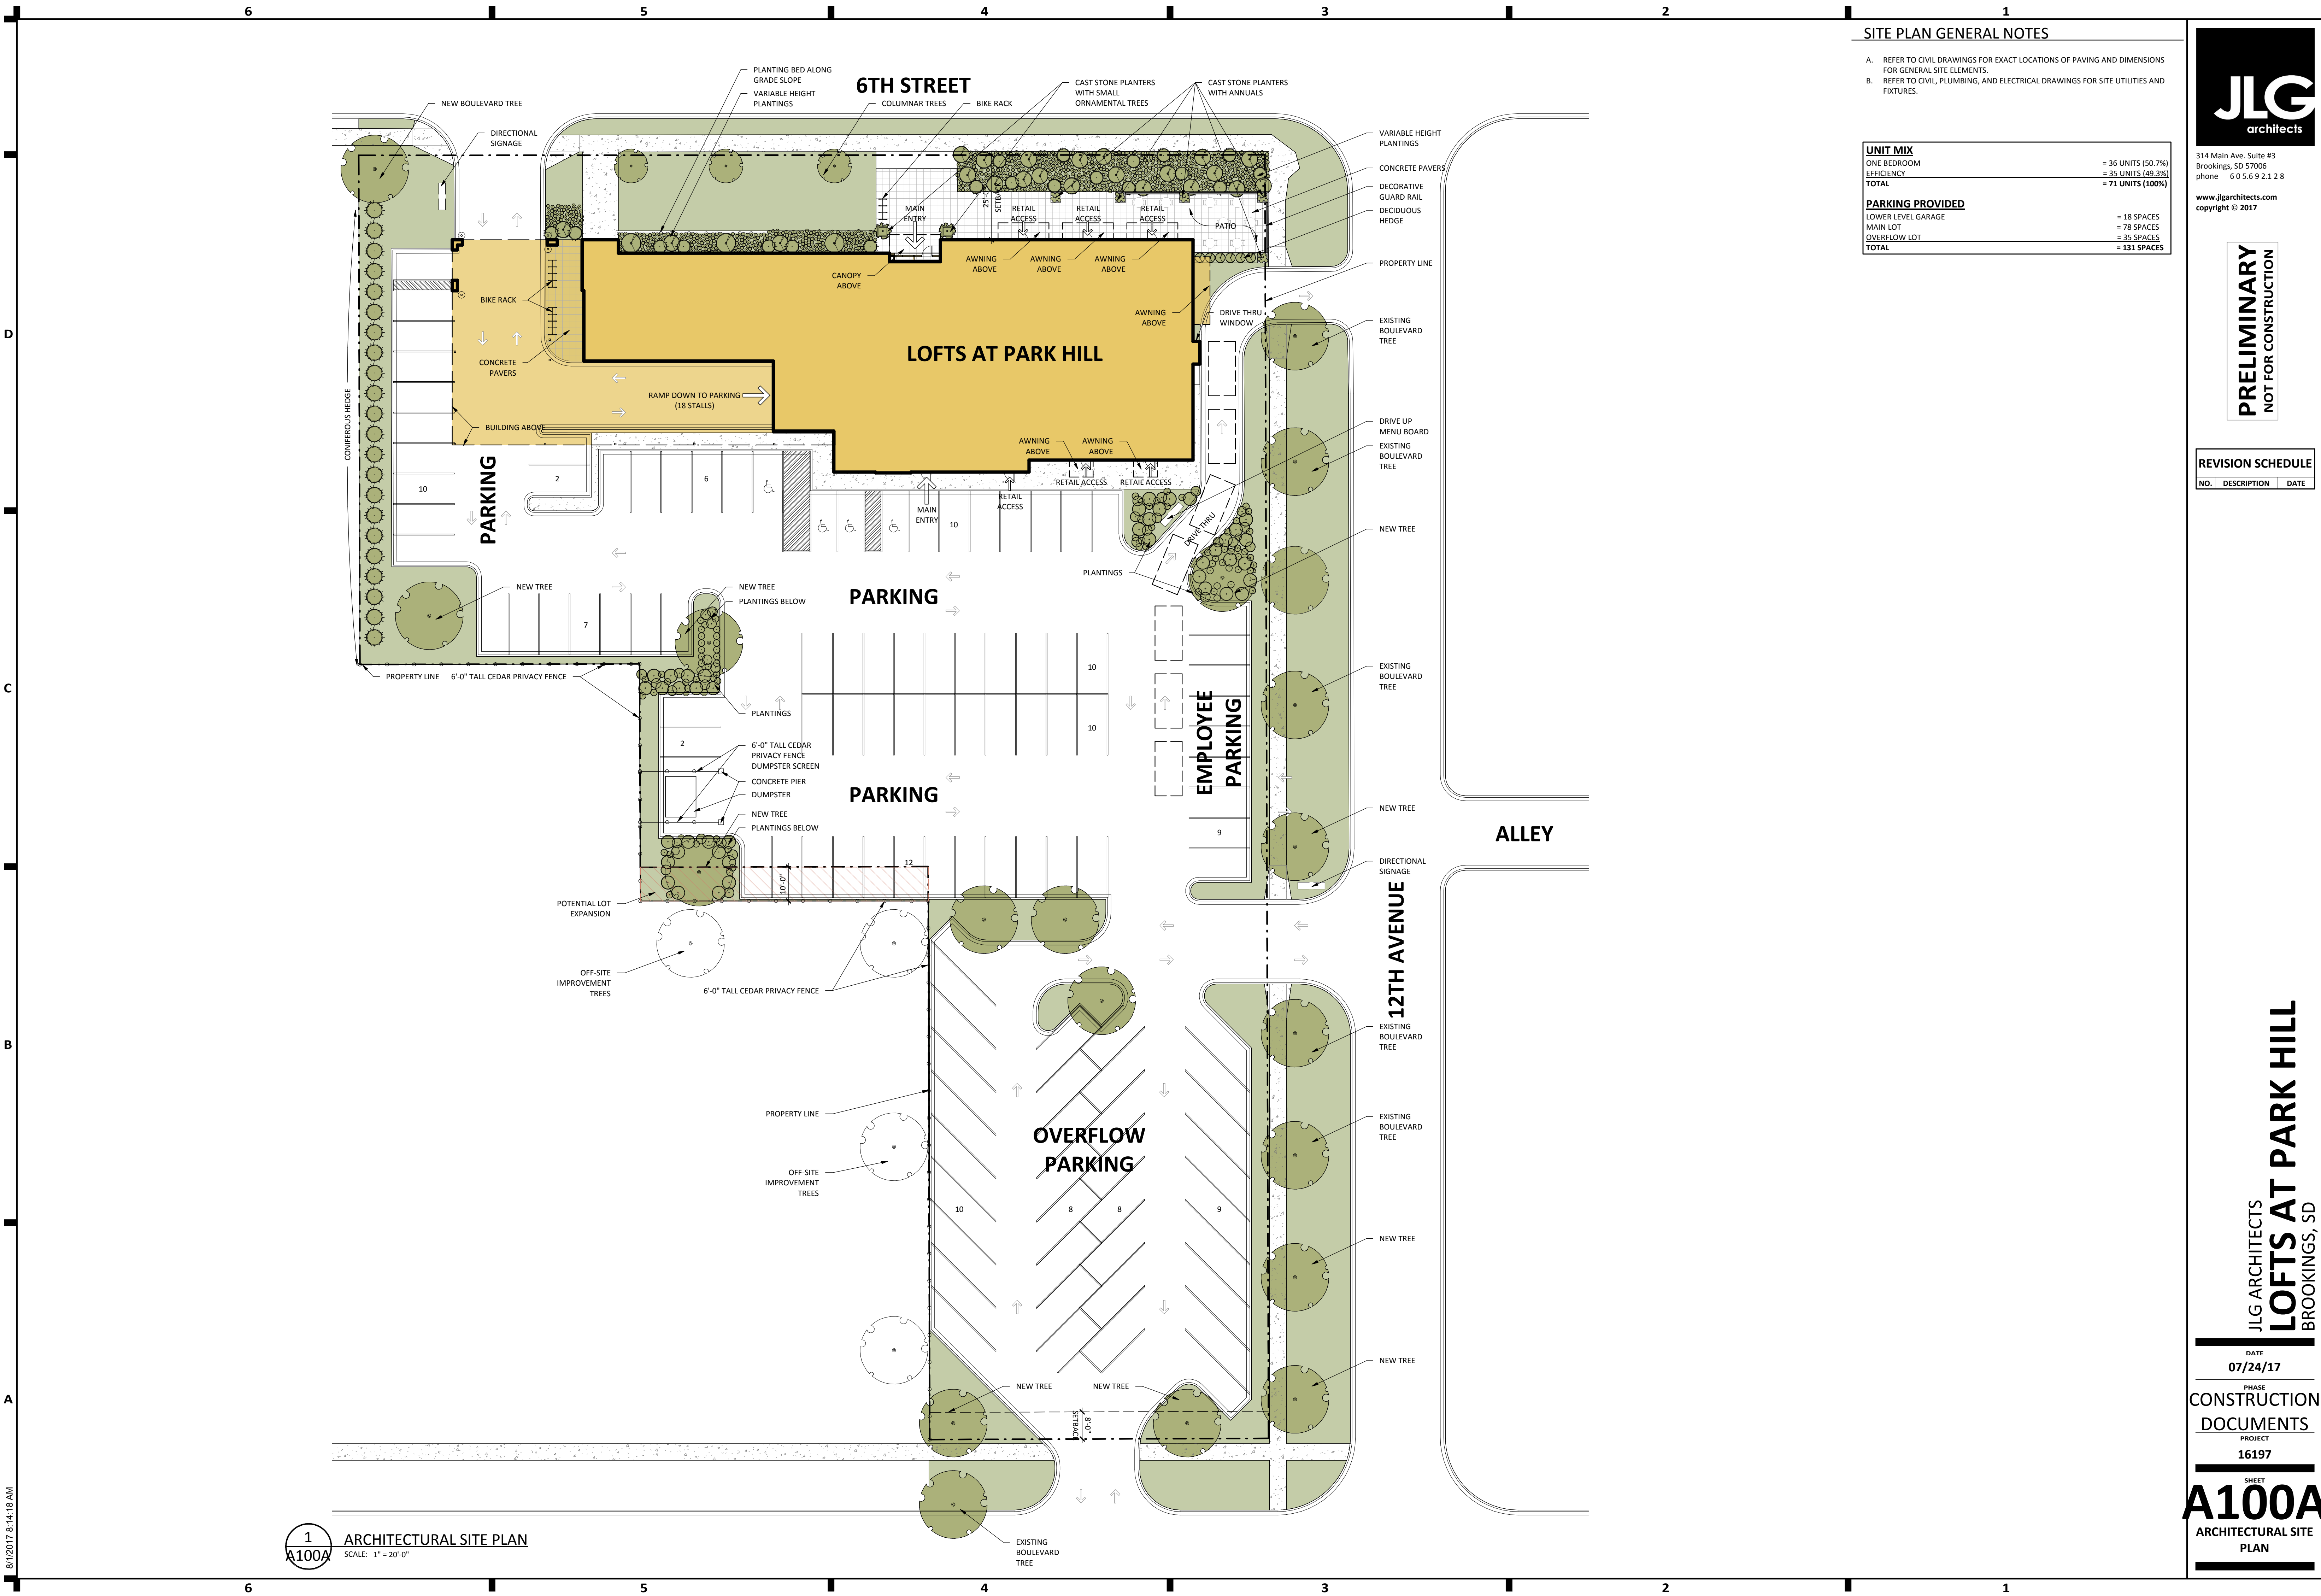 6 5 4 3 2 1
6TH STREET
PLANTING BED ALONG
GRADE SLOPE
VARIABLE HEIGHT
PLANTINGS
COLUMNAR TREES
BIKE RACK
CAST STONE PLANTERS
WITH SMALL
ORNAMENTAL TREES
CAST STONE PLANTERS
WITH ANNUALS
NEW BOULEVARD TREE
DIRECTIONAL
SIGNAGE
VARIABLE HEIGHT
PLANTINGS
CONCRETE PAVERS
DECORATIVE
GUARD RAIL
DECIDUOUS
HEDGE
PROPERTY LINE
EXISTING
BOULEVARD
TREE
DRIVE UP
MENU BOARD
EXISTING
BOULEVARD
TREE
NEW TREE
EXISTING
BOULEVARD
TREE
NEW TREE
DIRECTIONAL
SIGNAGE
EXISTING
BOULEVARD
TREE
EXISTING
BOULEVARD
TREE
NEW TREE
NEW TREE
MAIN
ENTRY
25'-0"
RETAIL
ACCESS
RETAIL
ACCESS
RETAIL
ACCESS
PATIO
CANOPY
ABOVE
AWNING
ABOVE
AWNING
ABOVE
AWNING
ABOVE
AWNING
ABOVE
DRIVE THRU
WINDOW
BIKE RACK
CONCRETE
PAVERS
LOFTS AT PARK HILL
RAMP DOWN TO PARKING
(18 STALLS)
BUILDING ABOVE
CONIFEROUS HEDGE
AWNING
ABOVE
AWNING
ABOVE
RETAIL ACCESS
RETAIL ACCESS
RETAIL
ACCESS
MAIN
ENTRY
PARKING
10
2
6
10
DRIVE THRU
PLANTINGS
NEW TREE
NEW TREE
PLANTINGS BELOW
7
PARKING
PROPERTY LINE
6'-0" TALL CEDAR PRIVACY FENCE
PLANTINGS
10
10
2
6'-0" TALL CEDAR
PRIVACY FENCE
DUMPSTER SCREEN
CONCRETE PIER
DUMPSTER
NEW TREE
PLANTINGS BELOW
PARKING
EMPLOYEE
PARKING
9
12
10'-0"
ALLEY
12TH AVENUE
POTENTIAL LOT
EXPANSION
OFF-SITE
IMPROVEMENT
TREES
6'-0" TALL CEDAR PRIVACY FENCE
PROPERTY LINE
OVERFLOW
PARKING
OFF-SITE
IMPROVEMENT
TREES
10
8
8
9
NEW TREE
NEW TREE
8'-0"
SETBACK
EXISTING
BOULEVARD
TREE
1
A100A
ARCHITECTURAL SITE PLAN
SCALE: 1" = 20'-0"
8/1/2017 8:14:18 AM
D
C
B
A
6 5 4 3 2 1
SITE PLAN GENERAL NOTES
A. REFER TO CIVIL DRAWINGS FOR EXACT LOCATIONS OF PAVING AND DIMENSIONS
FOR GENERAL SITE ELEMENTS.
B. REFER TO CIVIL, PLUMBING, AND ELECTRICAL DRAWINGS FOR SITE UTILITIES AND
FIXTURES.
UNIT MIX
ONE BEDROOM = 36 UNITS (50.7%)
EFFICIENCY = 35 UNITS (49.3%)
TOTAL = 71 UNITS (100%)
PARKING PROVIDED
LOWER LEVEL GARAGE = 18 SPACES
MAIN LOT = 78 SPACES
OVERFLOW LOT = 35 SPACES
TOTAL = 131 SPACES
JLG
architects
314 Main Ave. Suite #3
Brookings, SD 57006
phone 6 0 5.6 9 2.1 2 8
www.jlgarchitects.com
copyright © 2017
PRELIMINARY
NOT FOR CONSTRUCTION
REVISION SCHEDULE
NO. DESCRIPTION DATE
JLG ARCHITECTS
LOFTS AT PARK HILL
BROOKINGS, SD
DATE
07/24/17
PHASE
CONSTRUCTION
DOCUMENTS
PROJECT
16197
SHEET
A100A
ARCHITECTURAL SITE
PLAN